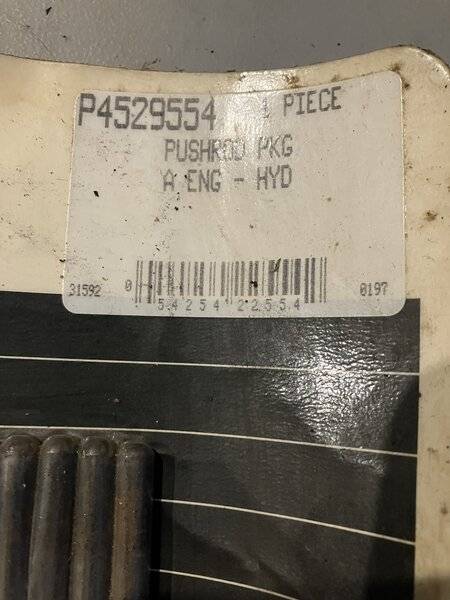 P4529554 1 PIECE
PUSHROD PKG
A ENG - HYD
31592 0 54254 22554 0197